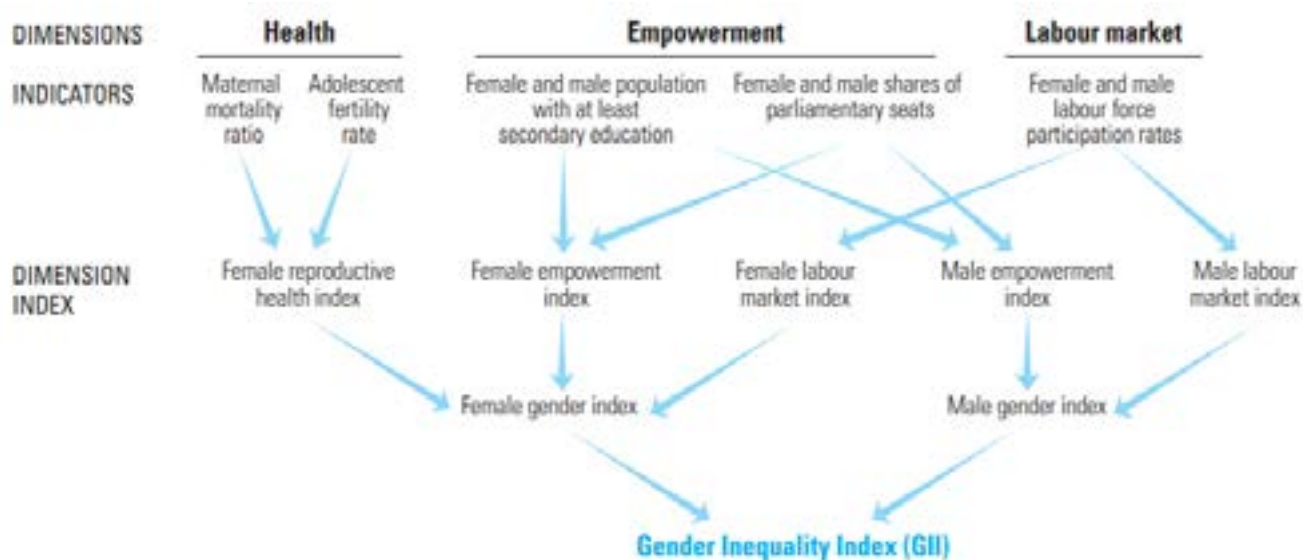 DIMENSIONS
Health
Empowerment
Labour market
INDICATORS
Maternal
mortality
ratio
Adolescent
fertility
rate
Female and male population
with at least
secondary education
Female and male shares of
parliamentary seats
Female and male
labour force
participation rates
DIMENSION
INDEX
Female reproductive
health index
Female empowerment
index
Female labour
market index
Male empowerment
index
Male labour
market index
Female gender index
Male gender index
Gender Inequality Index (GII)